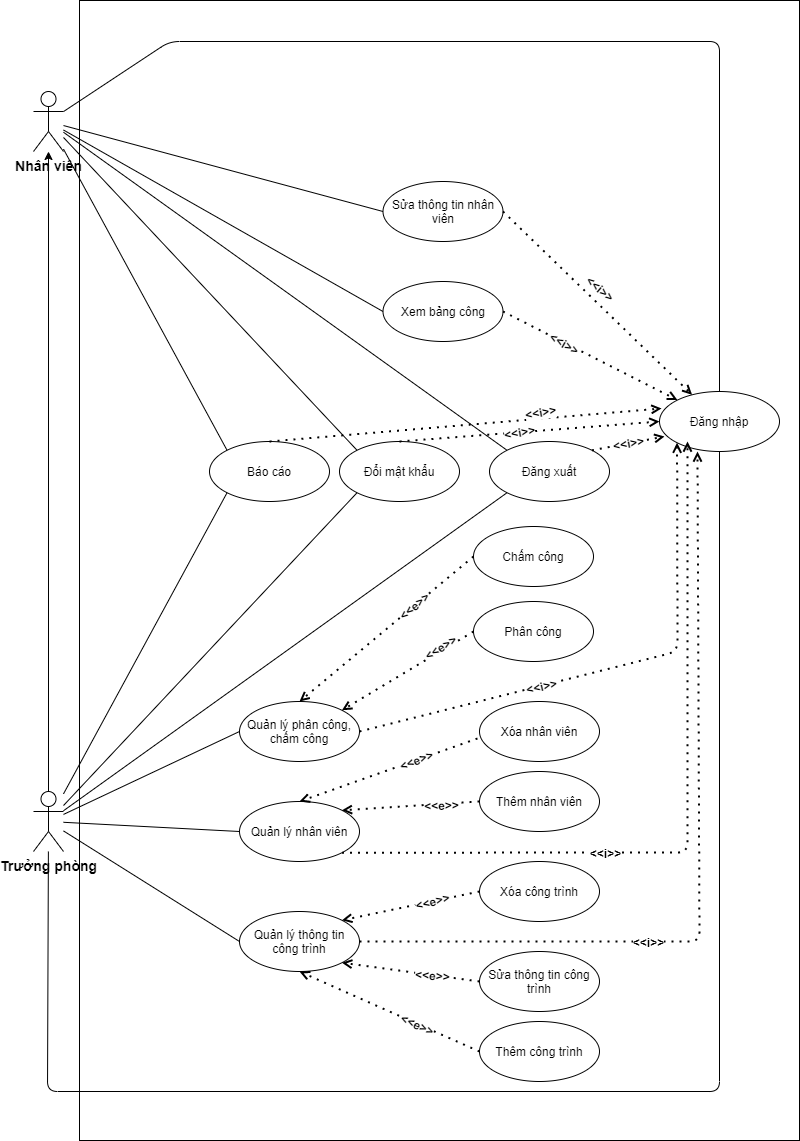 Nhân viên
Sửa thông tin nhân
viên
<<i>>
Xem bảng công
<<i>>
Đăng nhập
<<i>>
<<i>>
<<i>>
Báo cáo
Đổi mật khẩu
Đăng xuất
Chấm công
<<e>>
Phân công
<<e>>
<<i>>
Quản lý phân công,
chấm công
Xóa nhân viên
<<e>>
Thêm nhân viên
<<e>>
Quản lý nhân viên
<<i>>
Trưởng phòng
Xóa công trình
<<e>>
Quản lý thông tin
công trình
<<i>>
Sửa thông tin công
trình
<<e>>
<<e>>
Thêm công trình